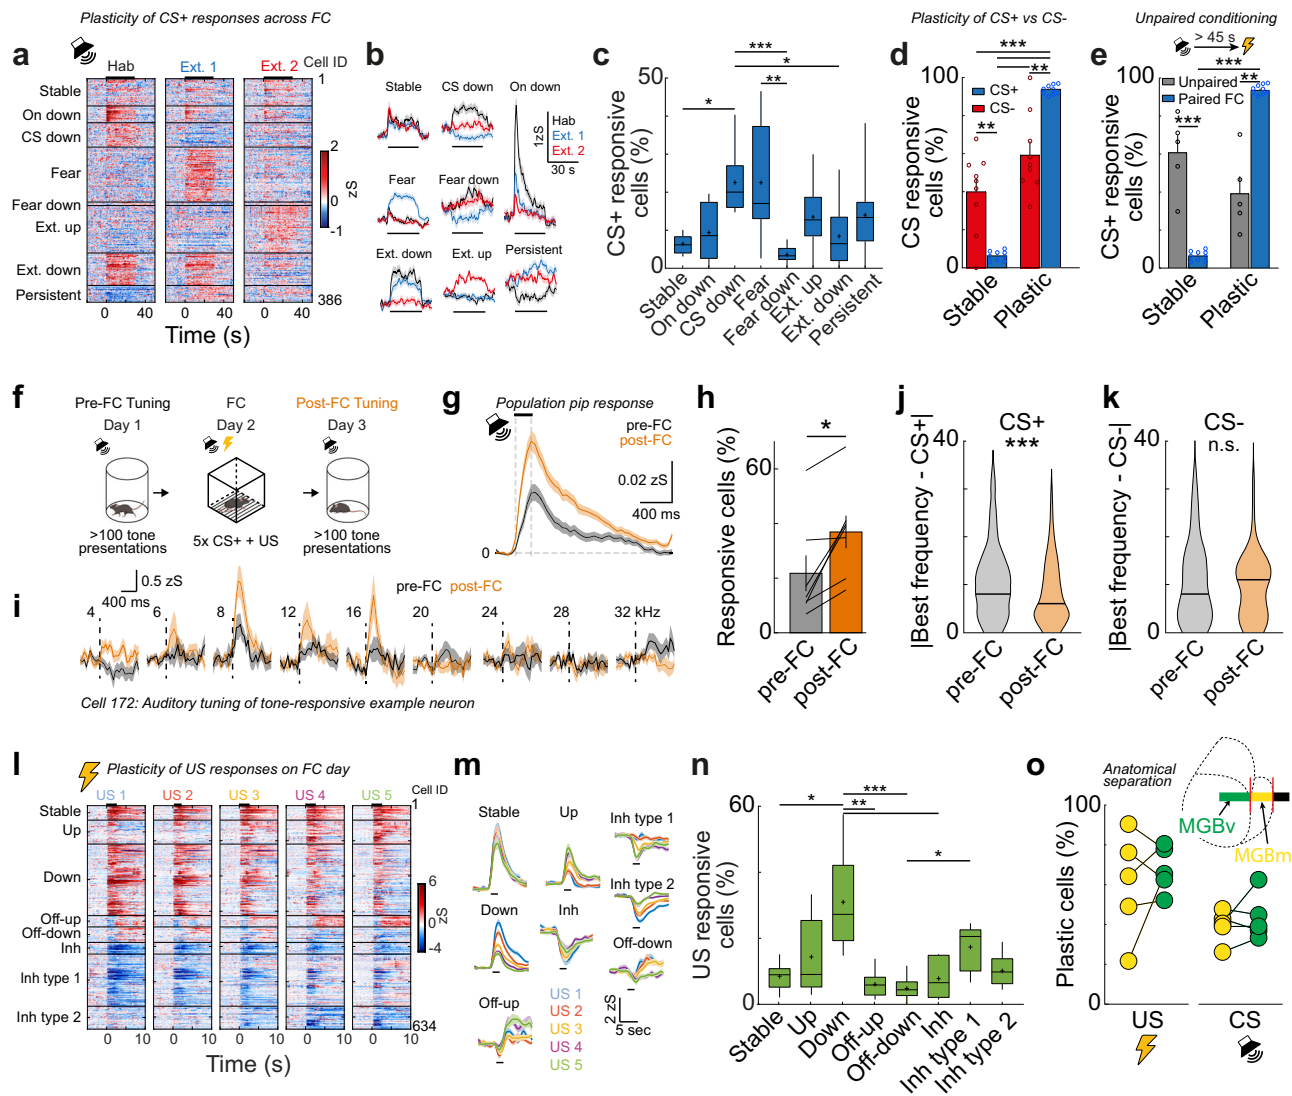 Plasticity of CS+ responses across FC
a
Hab
Ext. 1
Ext. 2
Cell ID
1
Stable
On down
CS down
Fear
Fear down
Ext. up
Ext. down
Persistent
386
2
zS
-1
0 40
0 40
0 40
Time (s)
b
Stable
CS down
On down
Hab
Ext. 1
Ext. 2
1zS
30 s
Fear
Fear down
Ext. down
Ext. up
Persistent
c
CS+ responsive
cells (%)
50
0
***
*
**
*
Stable
On down
CS down
Fear
Fear down
Ext. up
Ext. down
Persistent
Plasticity of CS+ vs CS-
d
CS responsive
cells (%)
100
0
***
**
CS+
CS-
**
Stable
Plastic
Unpaired conditioning
> 45 s
e
CS+ responsive
cells (%)
100
0
***
**
Unpaired
Paired FC
***
Stable
Plastic
f
Pre-FC Tuning
FC
Post-FC Tuning
Day 1
Day 2
Day 3
>100 tone
presentations
5x CS+ + US
>100 tone
presentations
g
Population pip response
pre-FC
post-FC
0.02 zS
400 ms
0
h
Responsive cells (%)
60
0
*
pre-FC
post-FC
i
0.5 zS
400 ms
pre-FC post-FC
4
6
8
12
16
20
24
28
32 kHz
Cell 172: Auditory tuning of tone-responsive example neuron
j
|Best frequency - CS+|
CS+
***
40
0
pre-FC
post-FC
k
|Best frequency - CS-|
CS-
n.s.
40
0
pre-FC
post-FC
l
Plasticity of US responses on FC day
US 1
US 2
US 3
US 4
US 5
Cell ID
1
Stable
Up
Down
Off-up
Off-down
Inh
Inh type 1
Inh type 2
634
6
0
-4
zS
0 10
0 10
0 10
0 10
0 10
Time (s)
m
Stable
Up
Inh type 1
Inh type 2
Down
Inh
Off-down
Off-up
US 1
US 2
US 3
US 4
US 5
2 zS
5 sec
n
US responsive
cells (%)
60
0
*
***
**
*
Stable
Up
Down
Off-up
Off-down
Inh
Inh type 1
Inh type 2
o
Anatomical
separation
MGBv
MGBm
Plastic cells (%)
100
0
US
CS